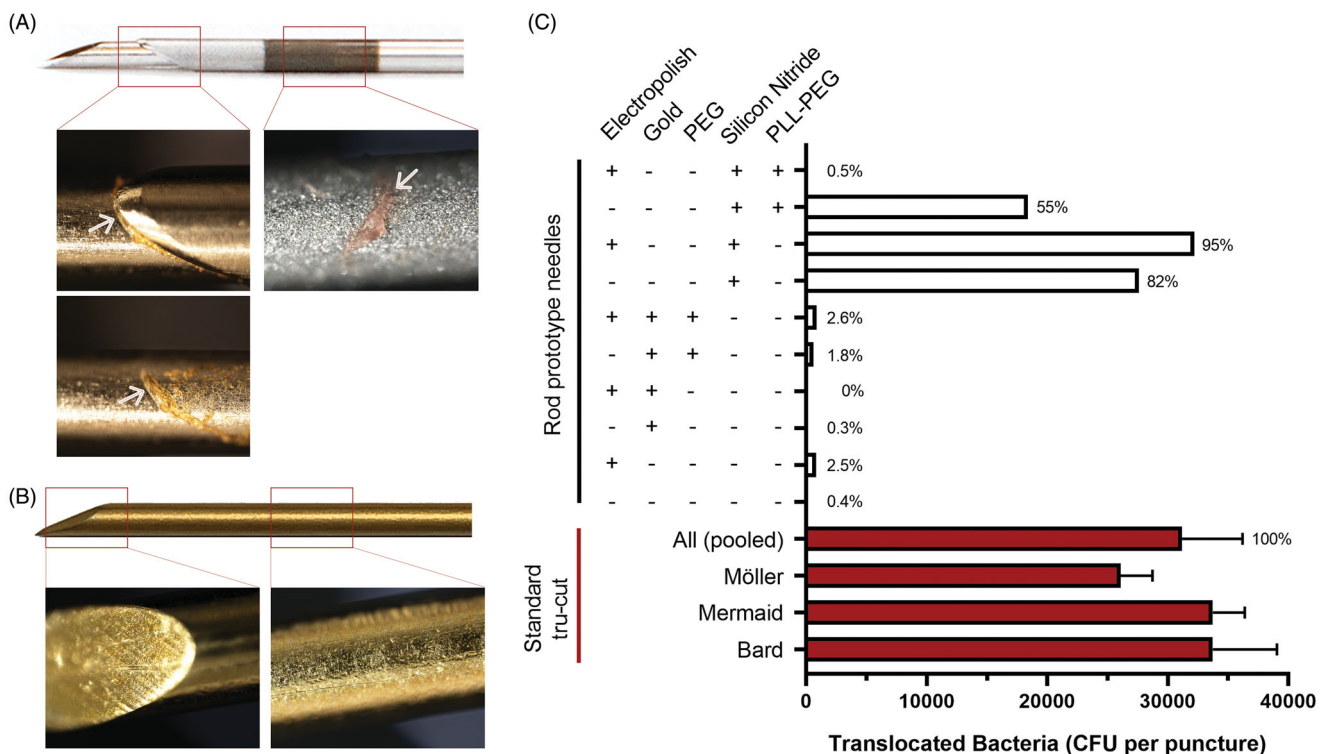 (A)
(B)
(C)
Electropolish
Gold
PEG
Silicon Nitride
PLL-PEG
Rod prototype needles
+ - - + + 0.5%
- - - + + 55%
+ - - + - 95%
- - - + - 82%
+ + + - - 2.6%
- + + - - 1.8%
+ + - - - 0%
- + - - - 0.3%
+ - - - - 2.5%
- - - - - 0.4%
Standard
tru-cut
All (pooled) 100%
Möller
Mermaid
Bard
0 10000 20000 30000 40000
Translocated Bacteria (CFU per puncture)